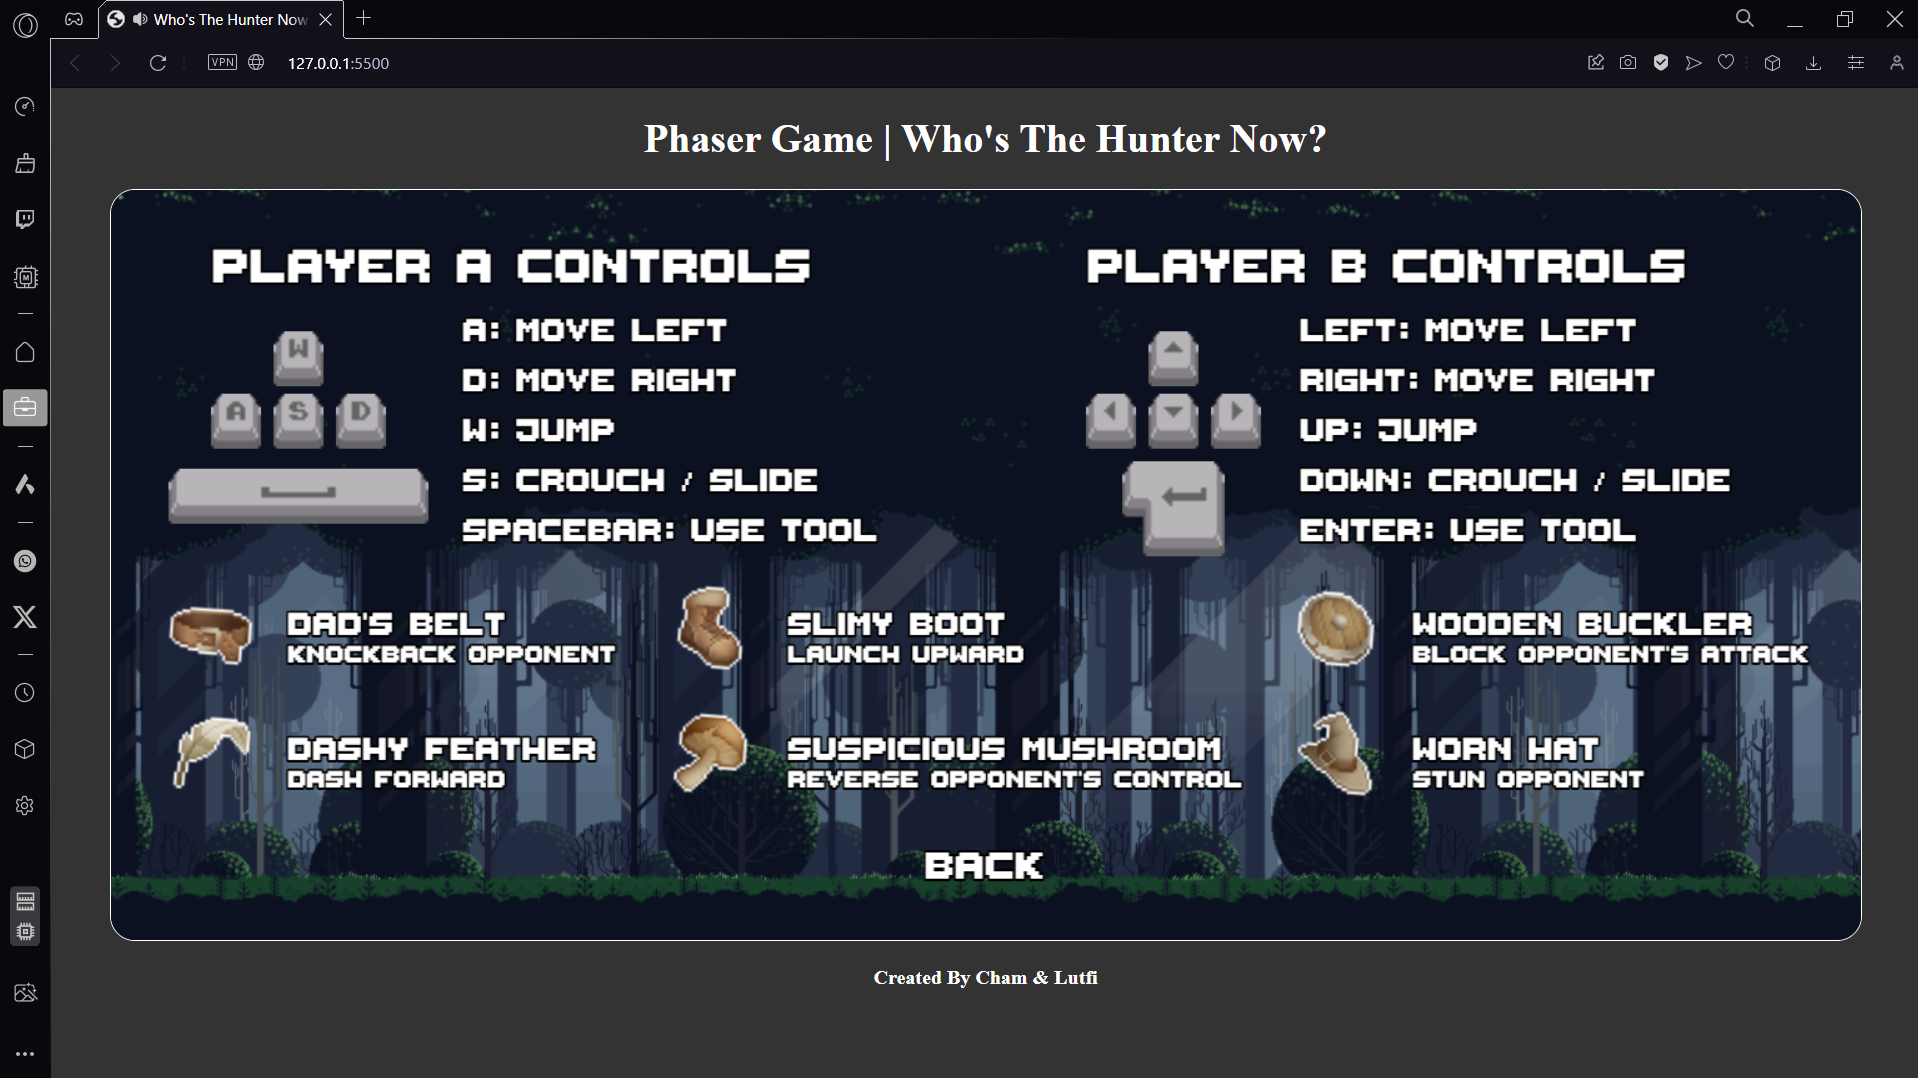 Who's The Hunter Now
VPN
127.0.0.1:5500
Phaser Game | Who's The Hunter Now?
PLAYER A CONTROLS
W
A S D
A: MOVE LEFT
D: MOVE RIGHT
W: JUMP
S: CROUCH / SLIDE
SPACEBAR: USE TOOL
PLAYER B CONTROLS
LEFT: MOVE LEFT
RIGHT: MOVE RIGHT
UP: JUMP
DOWN: CROUCH / SLIDE
ENTER: USE TOOL
DAD'S BELT
KNOCKBACK OPPONENT
SLIMY BOOT
LAUNCH UPWARD
WOODEN BUCKLER
BLOCK OPPONENT'S ATTACK
DASHY FEATHER
DASH FORWARD
SUSPICIOUS MUSHROOM
REVERSE OPPONENT'S CONTROL
WORN HAT
STUN OPPONENT
BACK
Created By Cham & Lutfi